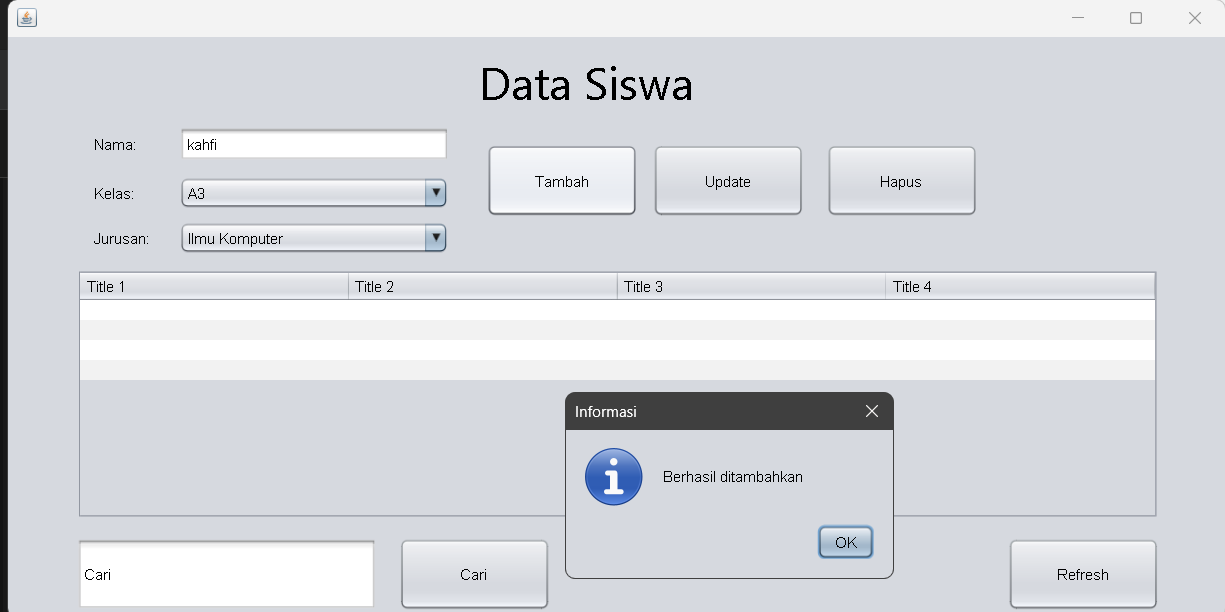 Data Siswa
Nama: kahfi
Kelas: A3
Jurusan: Ilmu Komputer
Tambah Update Hapus
Title 1 Title 2 Title 3 Title 4
Informasi
Berhasil ditambahkan
OK
Cari Cari Refresh